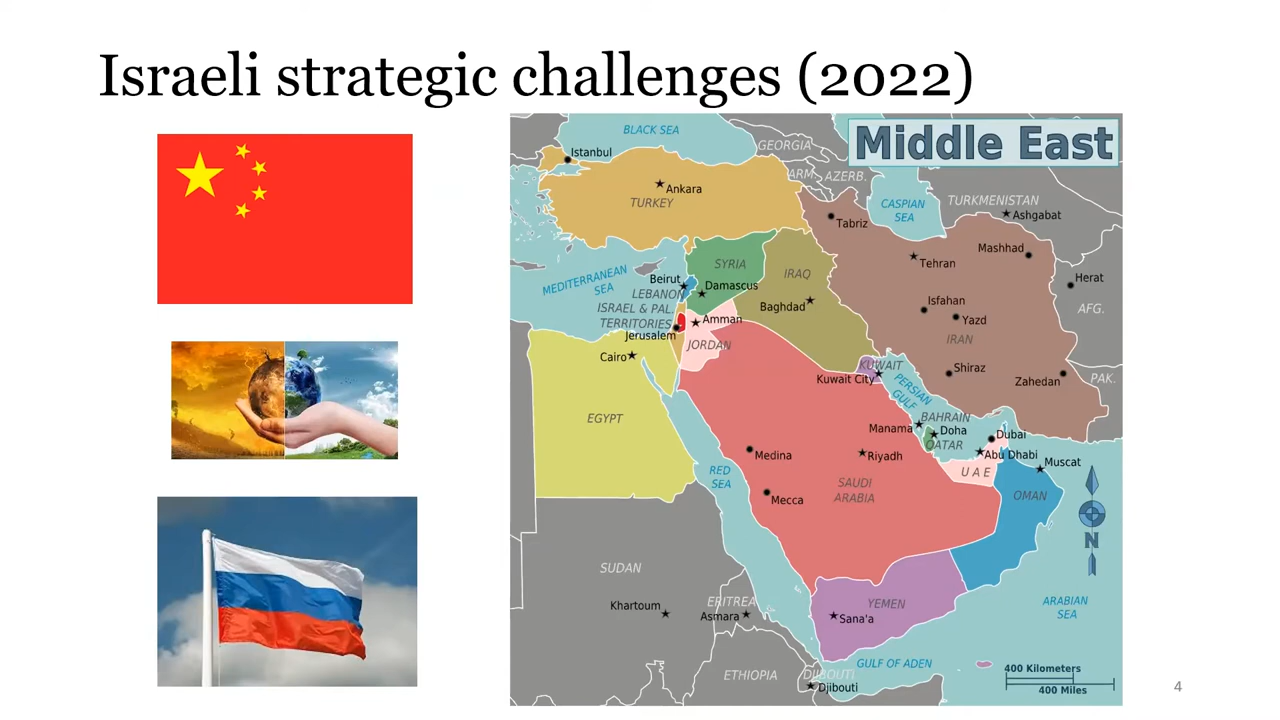 Israeli strategic challenges (2022)
Middle East
BLACK SEA
GEORGIA
Istanbul
ARM.
AZERB.
Ankara
TURKEY
CASPIAN
SEA
TURKMENISTAN
Ashgabat
Tabriz
Mashhad
Tehran
Herat
MEDITERRANEAN
SEA
Beirut
SYRIA
Damascus
LEBANON
IRAQ
Baghdad
ISRAEL & PAL.
TERRITORIES
Amman
Jerusalem
JORDAN
Isfahan
Yazd
IRAN
AFG.
Cairo
KUWAIT
Kuwait City
Shiraz
Zahedan
PAK.
PERSIAN
GULF
EGYPT
BAHRAIN
Manama
Doha
QATAR
Dubai
Abu Dhabi
Muscat
U A E
Medina
Riyadh
RED
SEA
SAUDI
ARABIA
Mecca
OMAN
N
SUDAN
Khartoum
ERITREA
Asmara
YEMEN
Sana'a
ARABIAN
SEA
GULF OF ADEN
ETHIOPIA
DJIBOUTI
Djibouti
400 Kilometers
400 Miles
4